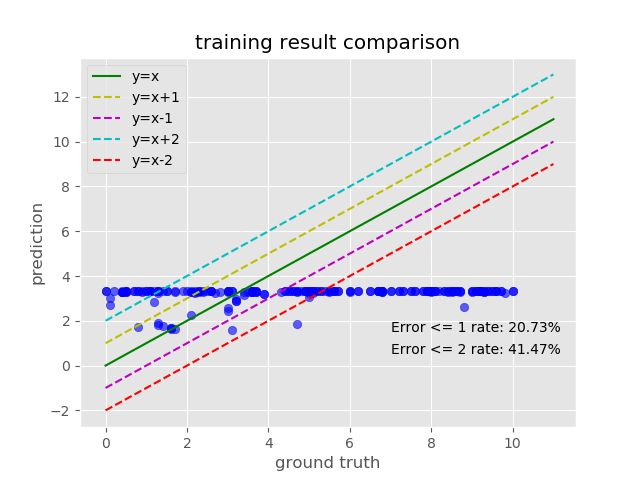 training result comparison
y=x
y=x+1
y=x-1
y=x+2
y=x-2
12
10
8
6
4
2
0
−2
prediction
Error <= 1 rate: 20.73%
Error <= 2 rate: 41.47%
0 2 4 6 8 10
ground truth